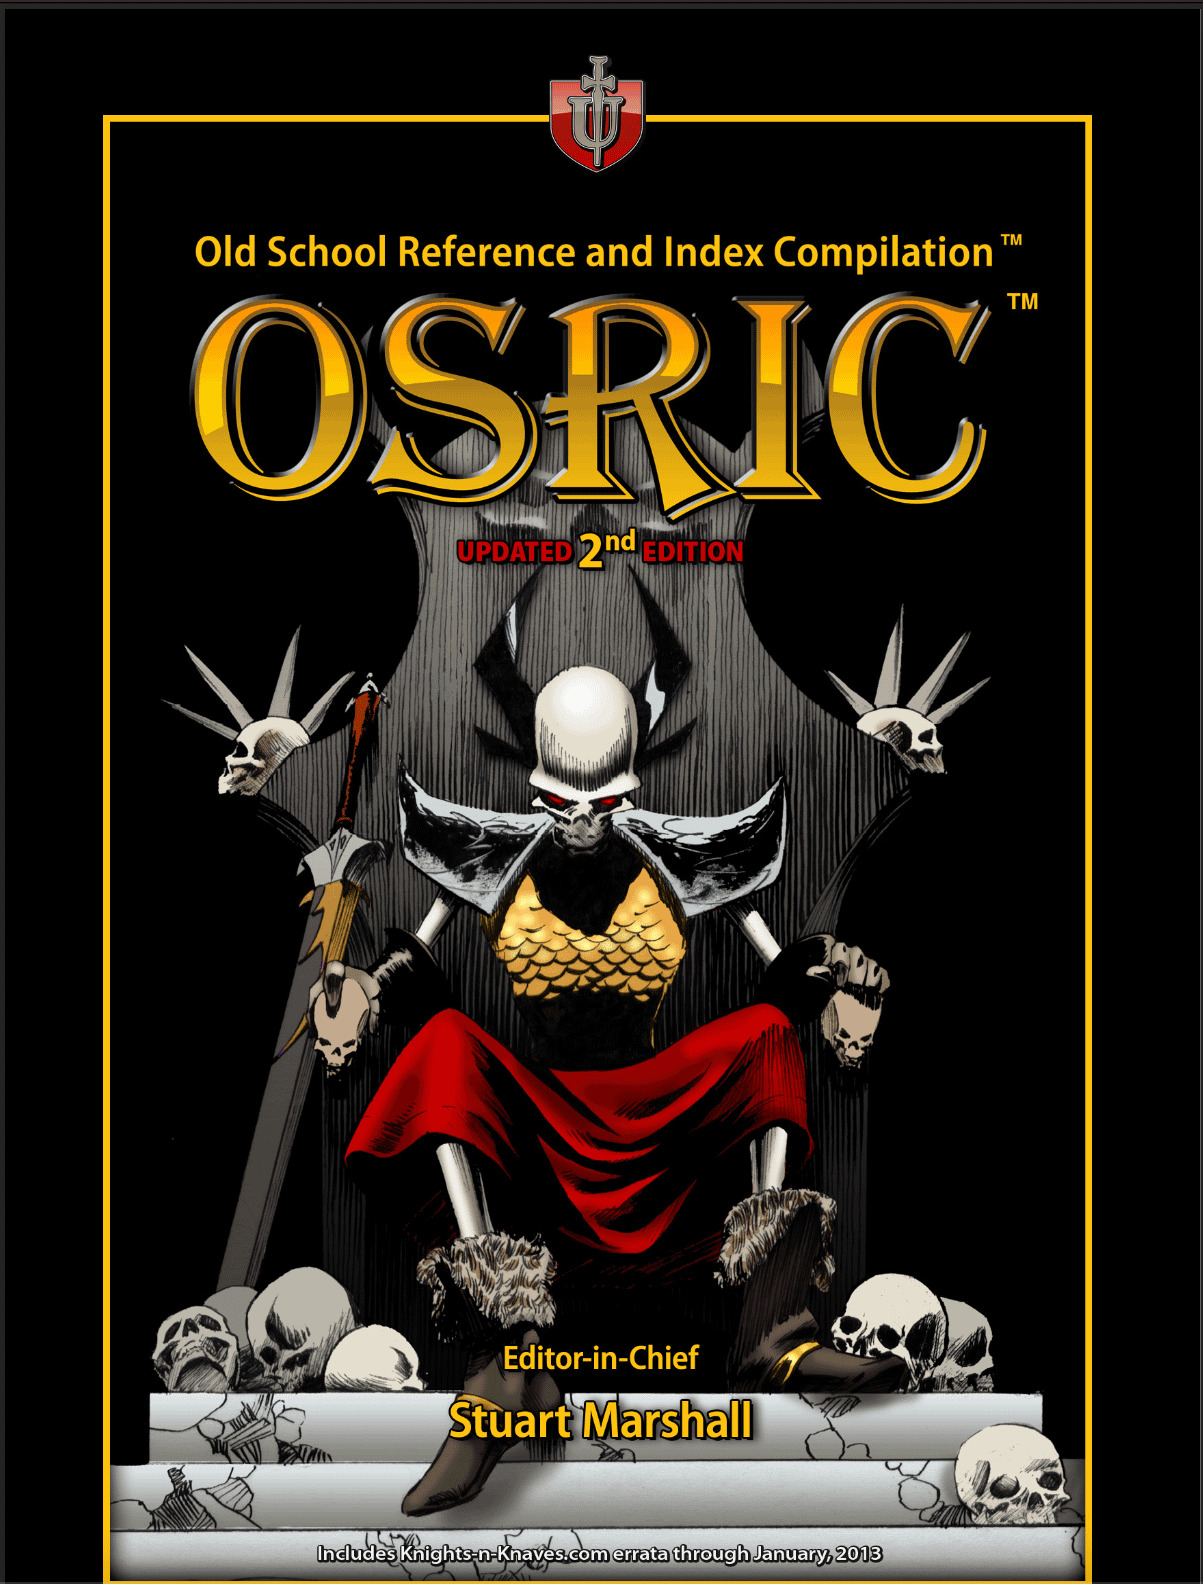 Old School Reference and Index Compilation™
OSRIC™
UPDATED 2nd EDITION
Editor-in-Chief
Stuart Marshall
Includes Knights-n-Knaves.com errata through January, 2013